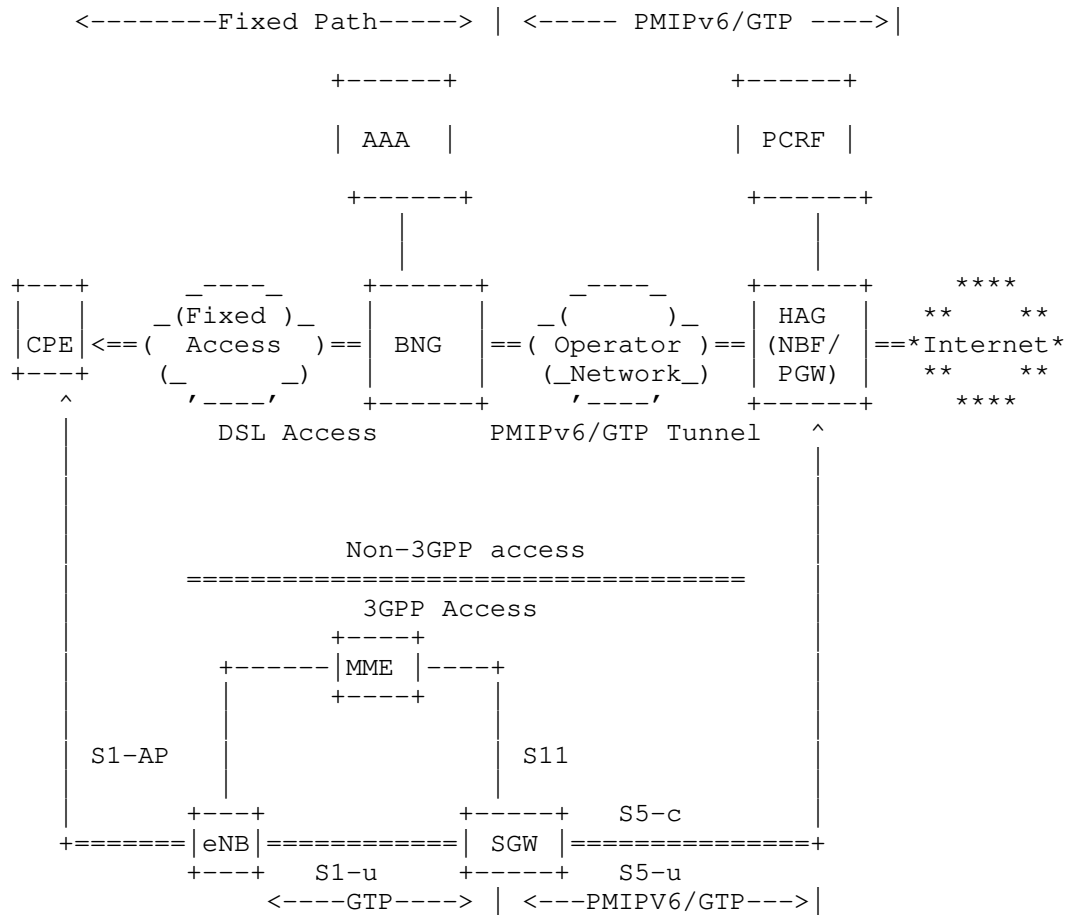 <--------Fixed Path------> | <----- PMIPv6/GTP ---->|
AAA PCRF
_(Fixed )_ _( )_ HAG ** **
CPE <==( Access )== BNG ==( Operator )== (NBF/ ==*Internet*
(_ _) (_Network_) PGW) ** **
DSL Access PMIPv6/GTP Tunnel
Non-3GPP access
3GPP Access
MME
S1-AP S11
S5-c
eNB SGW
S1-u S5-u
<----GTP----> | <---PMIPV6/GTP--->|